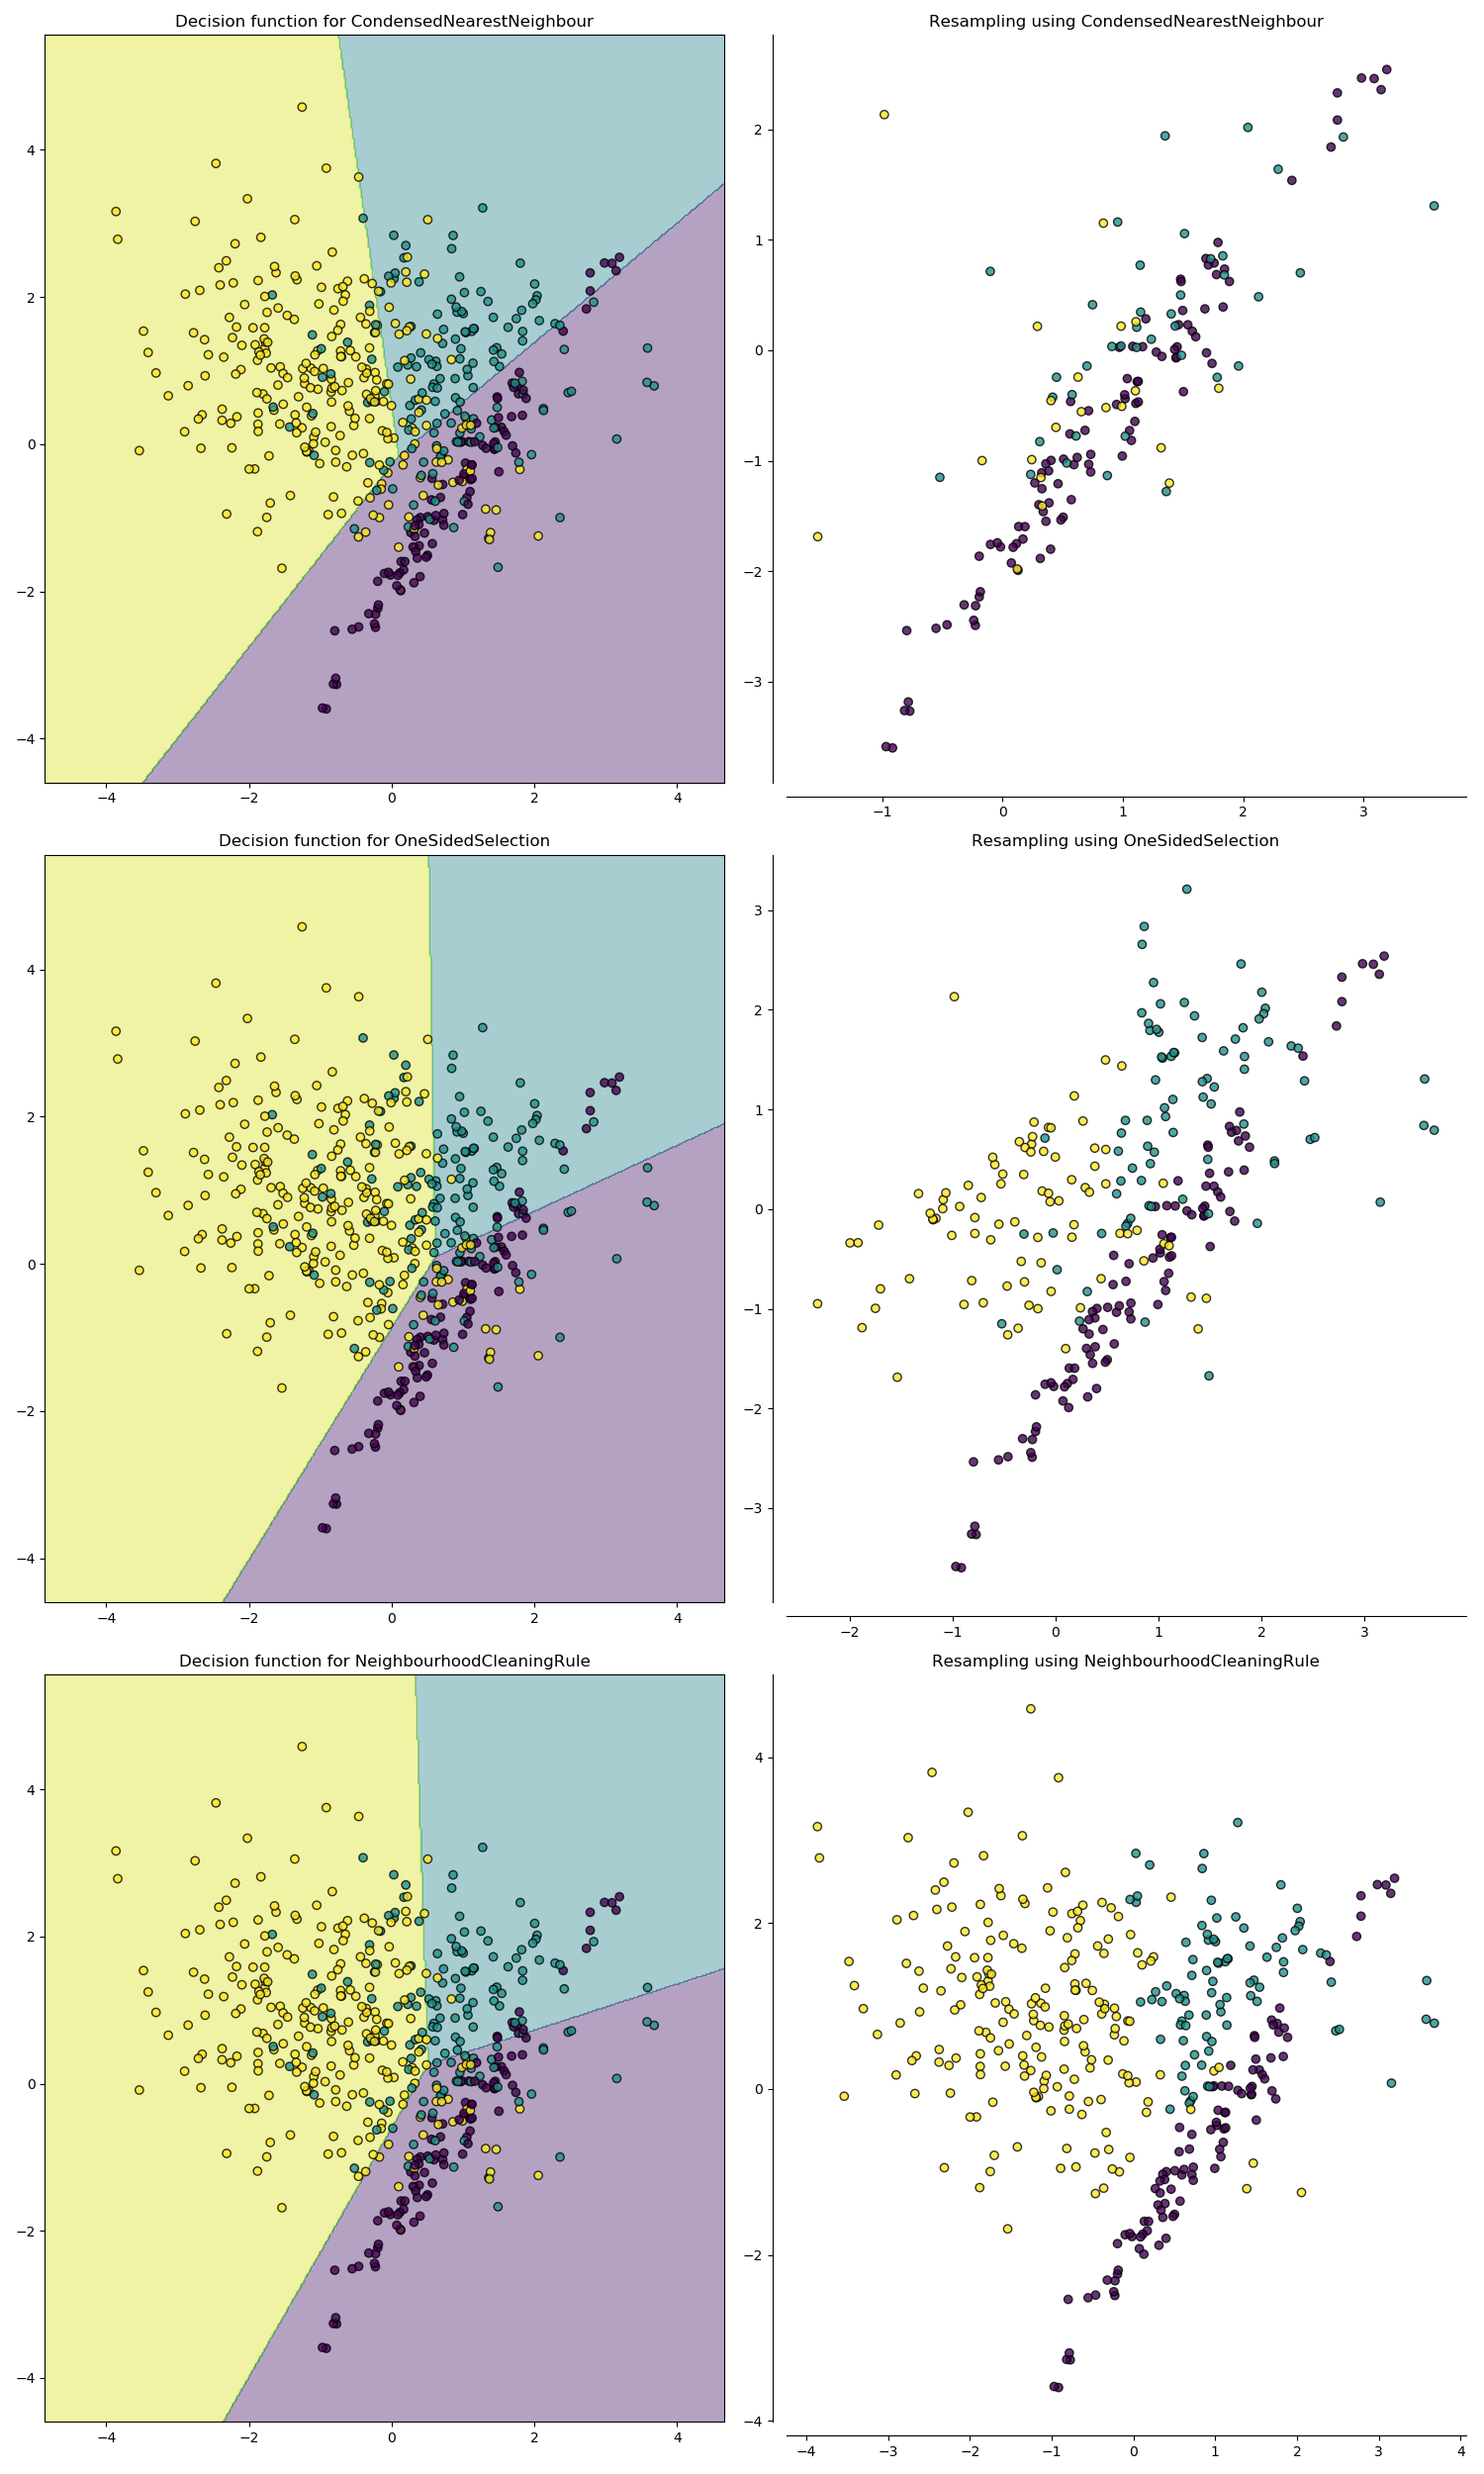 Decision function for CondensedNearestNeighbour
Resampling using CondensedNearestNeighbour
4
2
0
−2
−4
−4 −2 0 2 4
2
1
0
−1
−2
−3
−1 0 1 2 3
Decision function for OneSidedSelection
Resampling using OneSidedSelection
4
2
0
−2
−4
−4 −2 0 2 4
3
2
1
0
−1
−2
−3
−2 −1 0 1 2 3
Decision function for NeighbourhoodCleaningRule
Resampling using NeighbourhoodCleaningRule
4
2
0
−2
−4
−4 −2 0 2 4
4
2
0
−2
−4
−4 −3 −2 −1 0 1 2 3 4